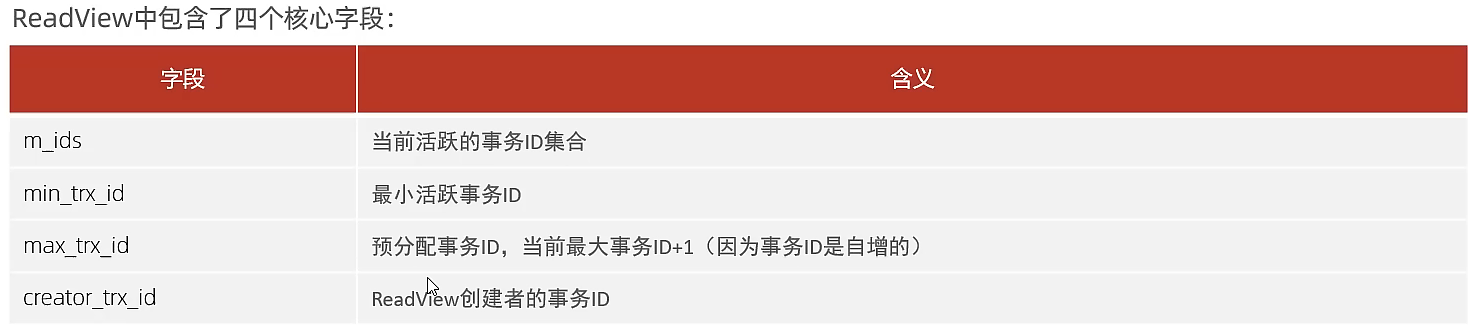 ReadView中包含了四个核心字段：
字段 含义
m_ids 当前活跃的事务ID集合
min_trx_id 最小活跃事务ID
max_trx_id 预分配事务ID，当前最大事务ID+1（因为事务ID是自增的）
creator_trx_id ReadView创建者的事务ID